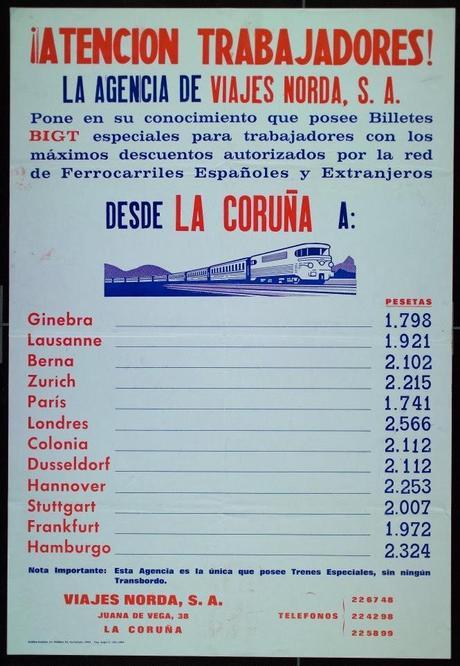 ¡¡ATENCION TRABAJADORES!
LA AGENCIA DE VIAJES NORDA, S. A.
Pone en su conocimiento que posee Billetes
BIGT especiales para trabajadores con los
máximos descuentos autorizados por la red
de Ferrocarriles Españoles y Extranjeros
DESDE LA CORUÑA A:
PESETAS
Ginebra 1.798
Lausanne 1.921
Berna 2.102
Zurich 2.215
París 1.741
Londres 2,566
Colonia 2.112
Dusseldorf 2.112
Hannover 2.253
Stuttgart 2.007
Frankfurt 1.972
Hamburgo 2.324
Nota Importante: Esta Agencia es la única que posee Trenes Especiales, sin ningún
Transbordo.
VIAJES NORDA, S. A.
JUANA DE VEGA, 38
LA CORUÑA
TELEFONOS
226748
224298
225899